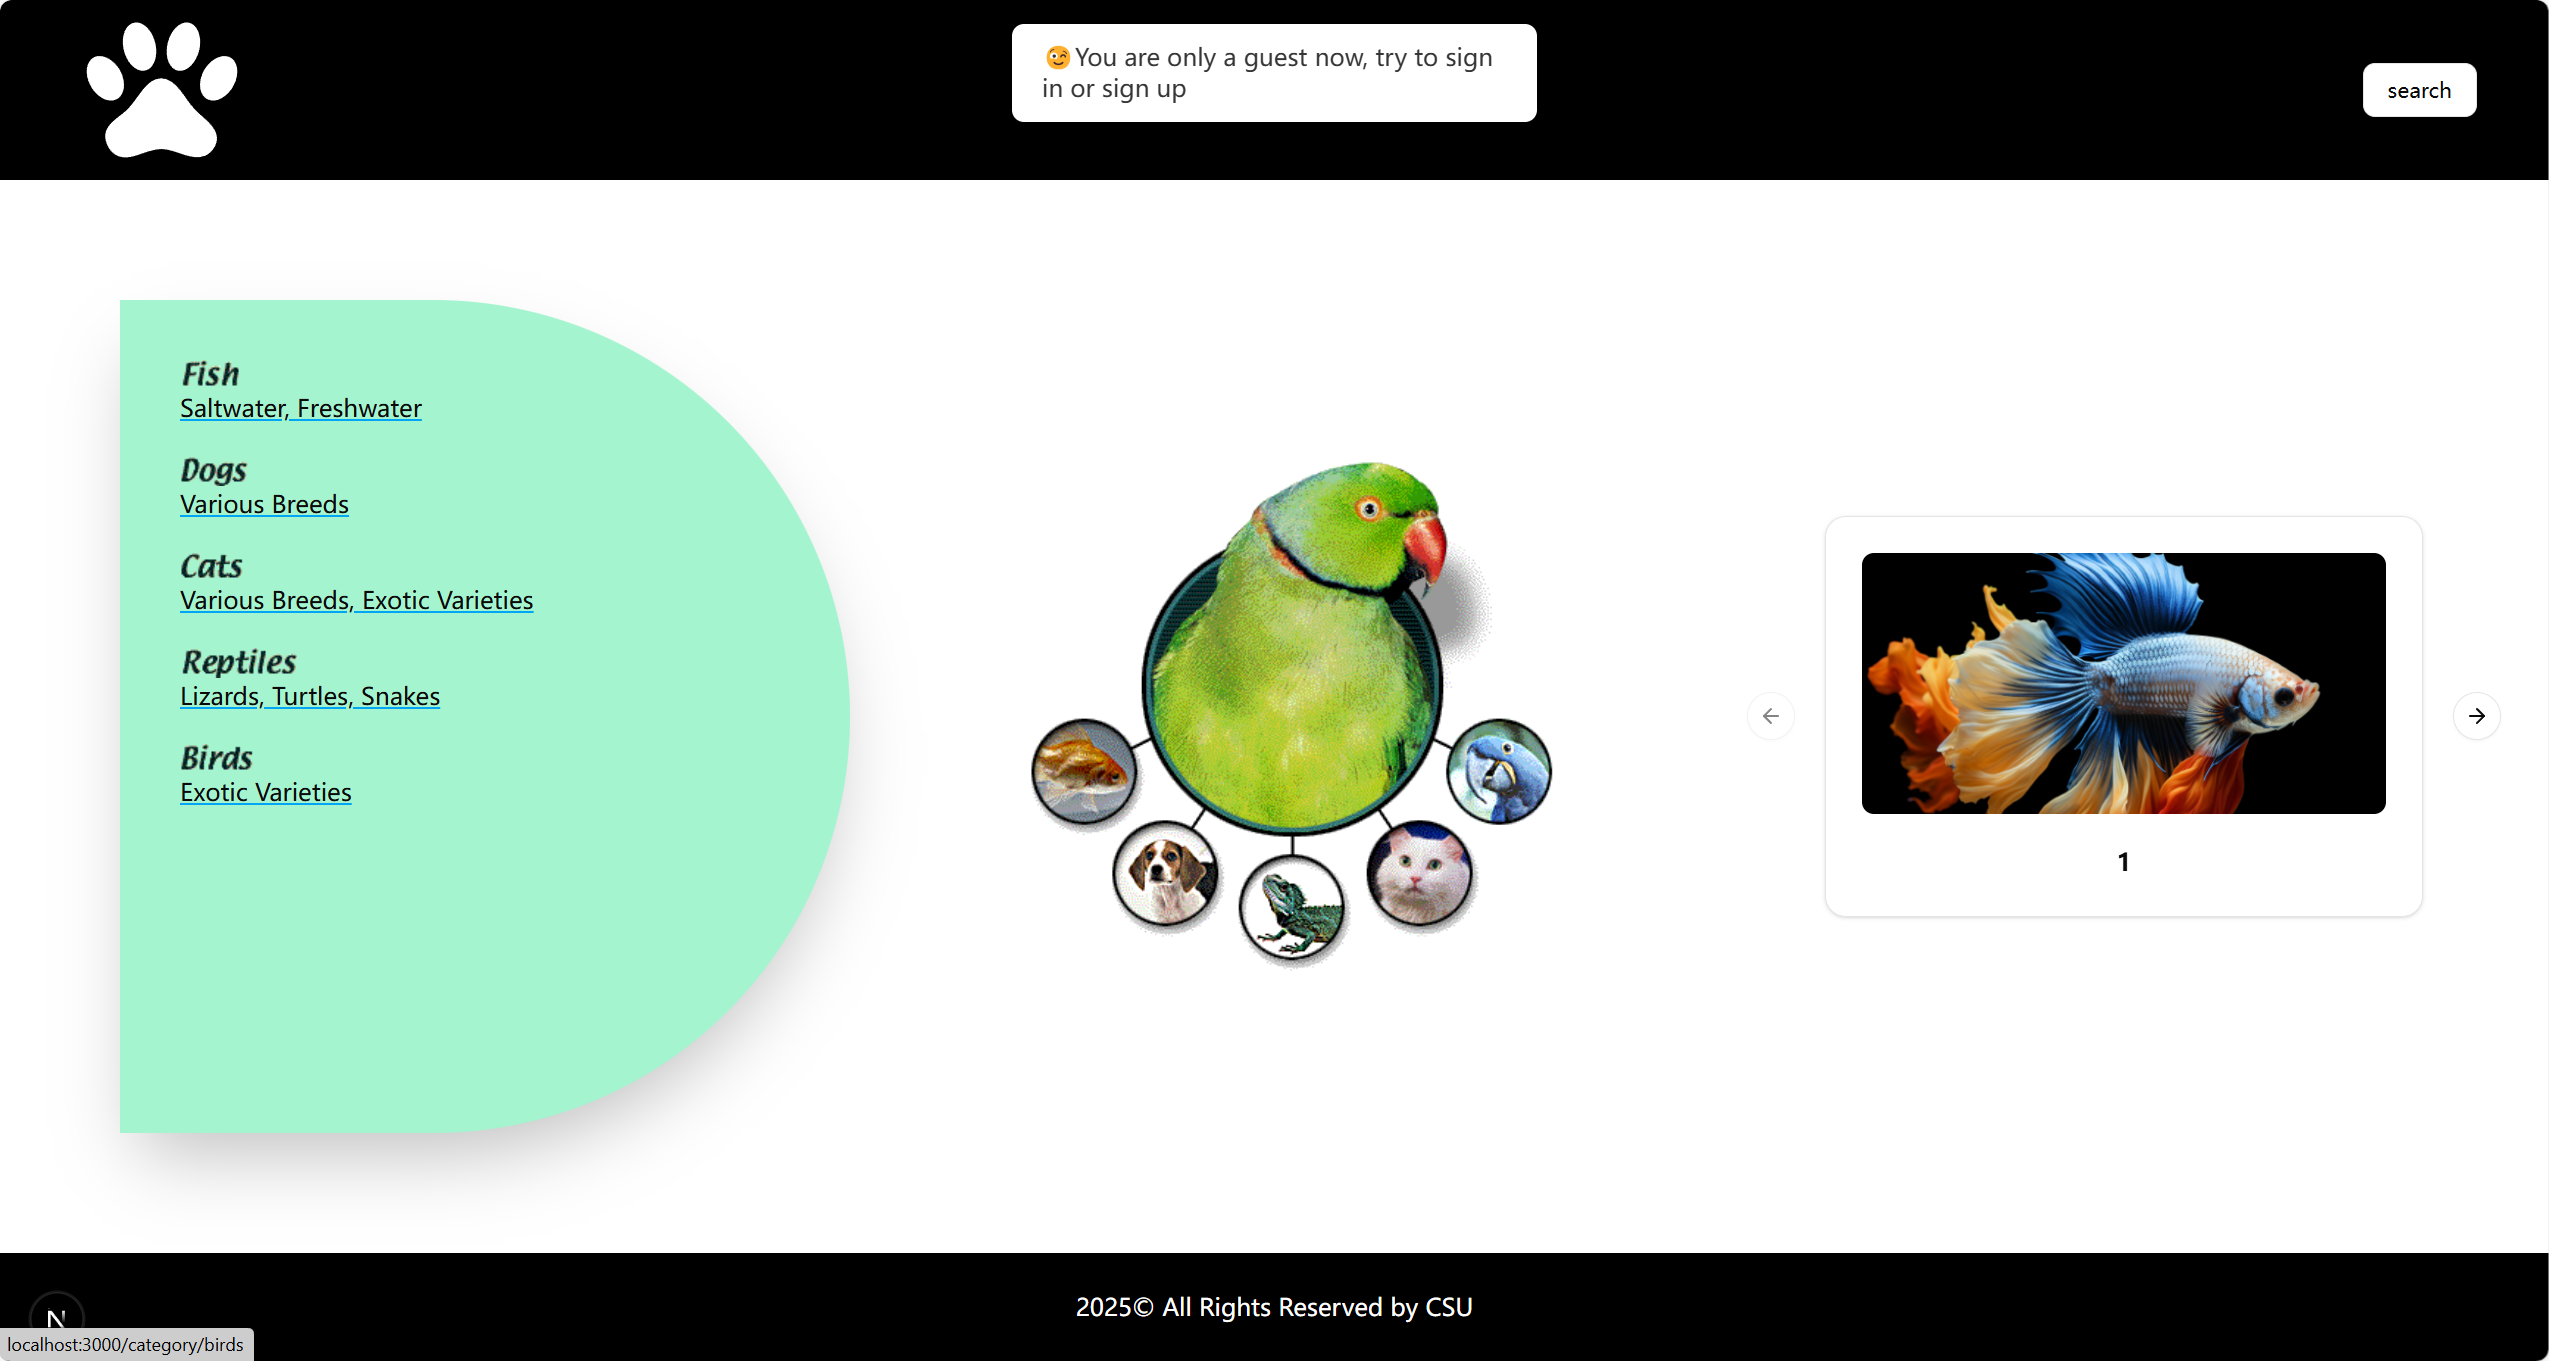 😉You are only a guest now, try to sign
in or sign up
search
Fish
Saltwater, Freshwater
Dogs
Various Breeds
Cats
Various Breeds, Exotic Varieties
Reptiles
Lizards, Turtles, Snakes
Birds
Exotic Varieties
1
2025© All Rights Reserved by CSU
N
localhost:3000/category/birds